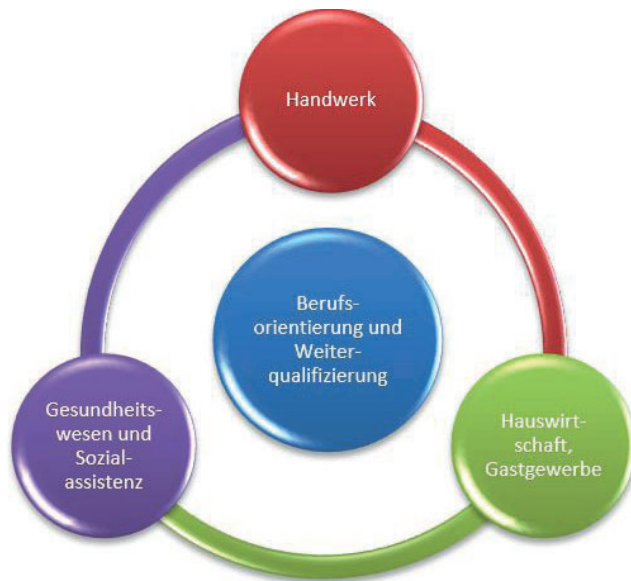 Handwerk
Berufs-
orientierung und
Weiter-
qualifizierung
Gesundheits-
wesen und
Sozial-
assistenz
Hauswirt-
schaft,
Gastgewerbe